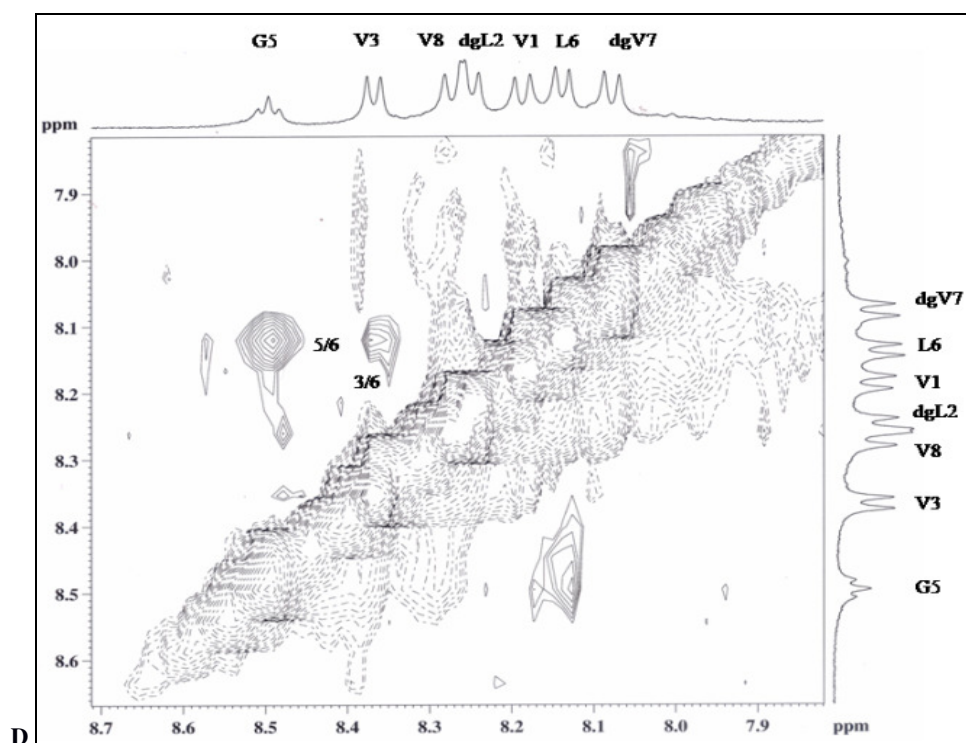 G5 V3 V8 dgL2 V1 L6 dgV7
ppm
7.9
8.0
8.1
8.2
8.3
8.4
8.5
8.6
5/6
3/6
dgV7
L6
V1
dgL2
V8
V3
G5
8.7 8.6 8.5 8.4 8.3 8.2 8.1 8.0 7.9 ppm
D